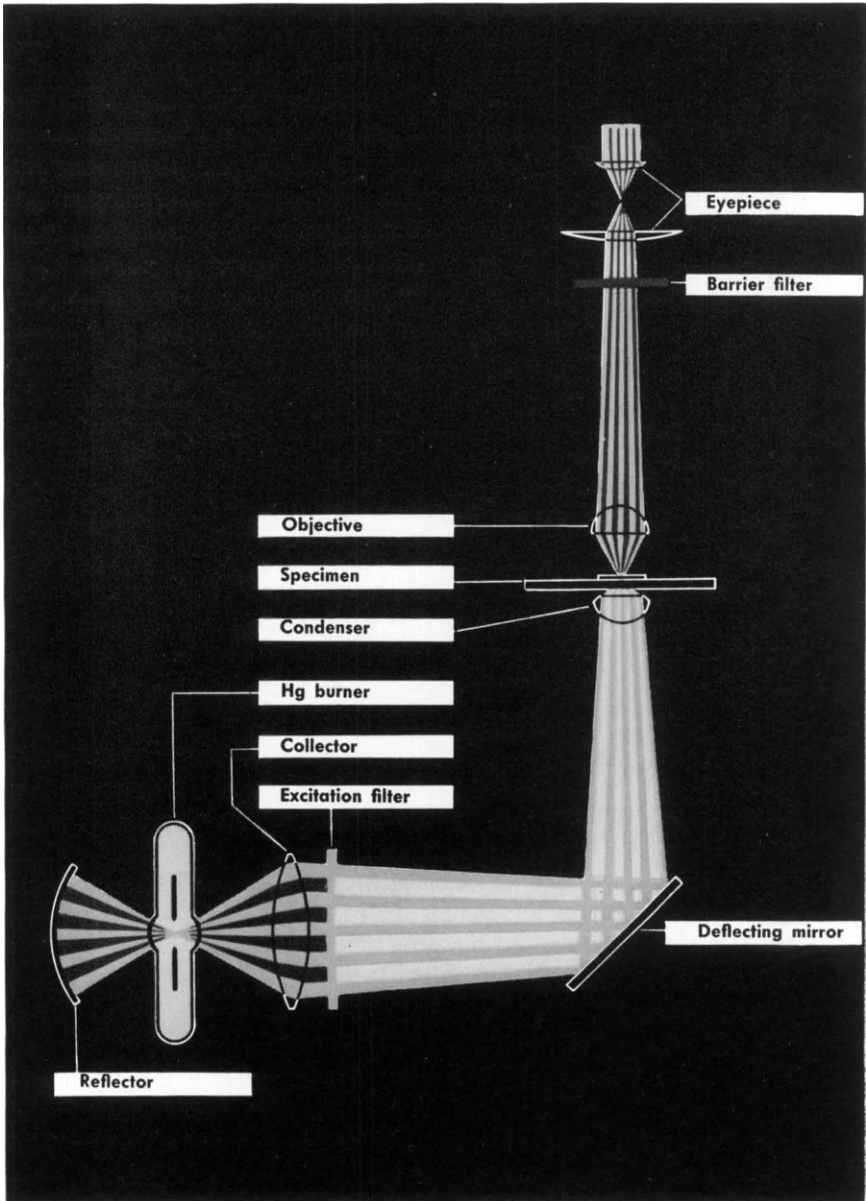 Eyepiece
Barrier filter
Objective
Specimen
Condenser
Hg burner
Collector
Excitation filter
Deflecting mirror
Reflector